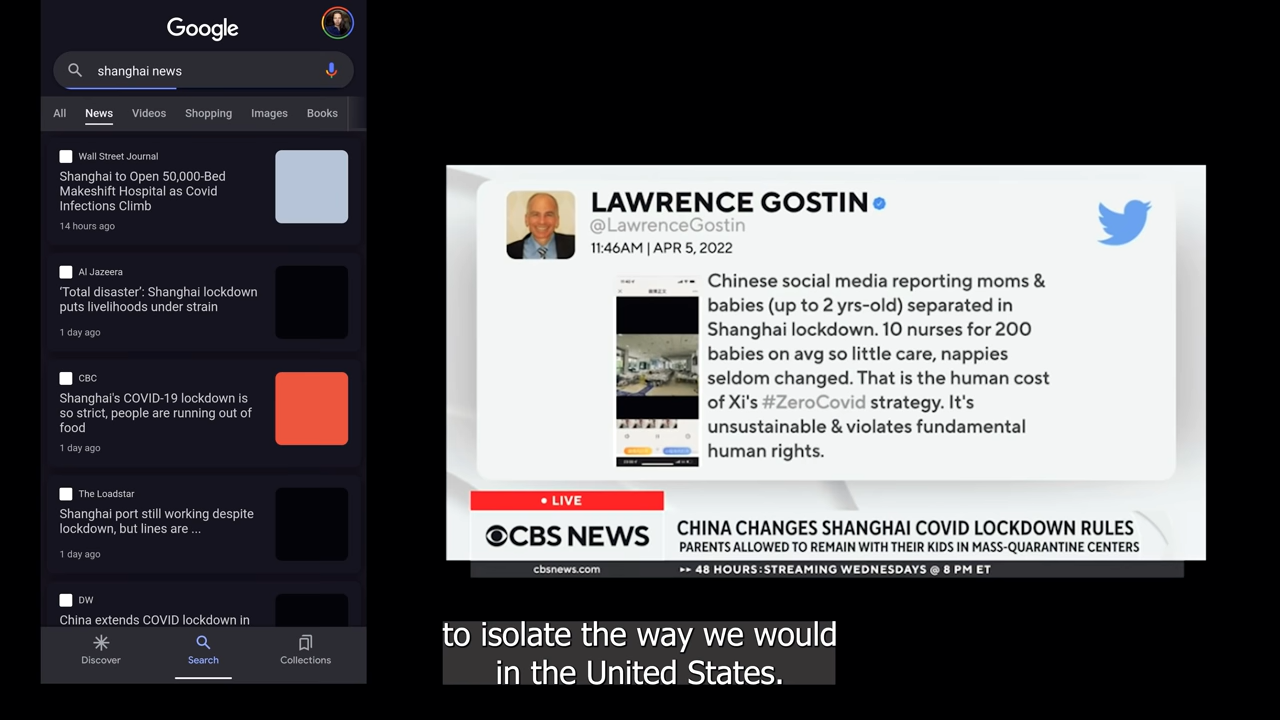 Google
shanghai news
All News Videos Shopping Images Books
Wall Street Journal
Shanghai to Open 50,000-Bed
Makeshift Hospital as Covid
Infections Climb
14 hours ago
Al Jazeera
‘Total disaster’: Shanghai lockdown
puts livelihoods under strain
1 day ago
CBC
Shanghai's COVID-19 lockdown is
so strict, people are running out of
food
1 day ago
The Loadstar
Shanghai port still working despite
lockdown, but lines are ...
1 day ago
DW
China extends COVID lockdown in
Discover Search Collections
LAWRENCE GOSTIN
@LawrenceGostin
11:46AM | APR 5, 2022
Chinese social media reporting moms &
babies (up to 2 yrs-old) separated in
Shanghai lockdown. 10 nurses for 200
babies on avg so little care, nappies
seldom changed. That is the human cost
of Xi's #ZeroCovid strategy. It's
unsustainable & violates fundamental
human rights.
• LIVE
CBS NEWS
CHINA CHANGES SHANGHAI COVID LOCKDOWN RULES
PARENTS ALLOWED TO REMAIN WITH THEIR KIDS IN MASS-QUARANTINE CENTERS
cbsnews.com
48 HOURS: STREAMING WEDNESDAYS @ 8 PM ET
to isolate the way we would
in the United States.